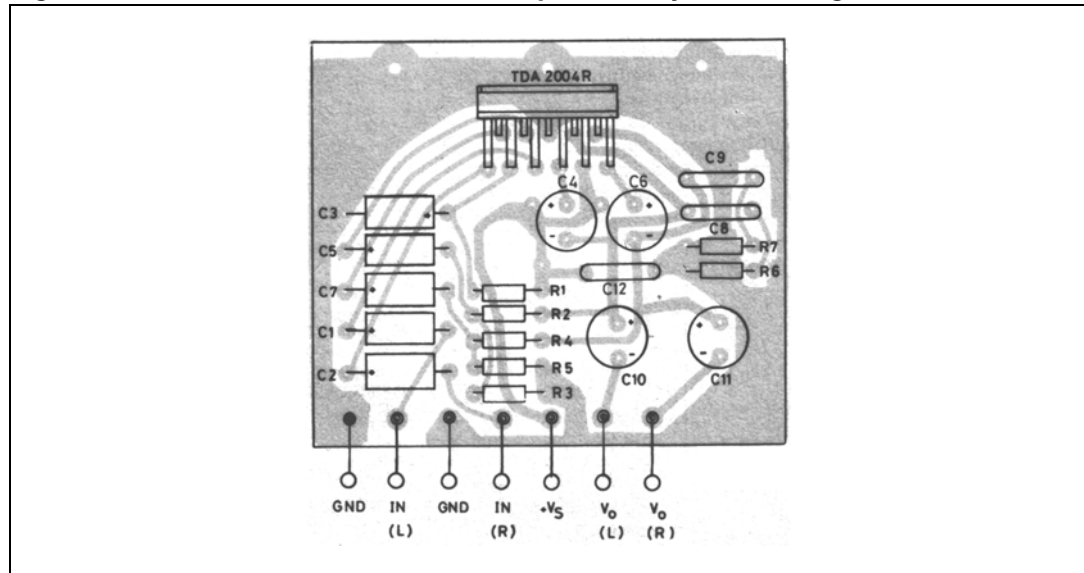 TDA 2004R
C9
C4 C6
C3
+ + +
C8
C5
- -
R7
R6
C7
C12
R1
R2
C1
+ +
R4
- -
C2
R5
C10 C11
R3
GND IN GND IN +VS Vo Vo
(L) (R) (L) (R)